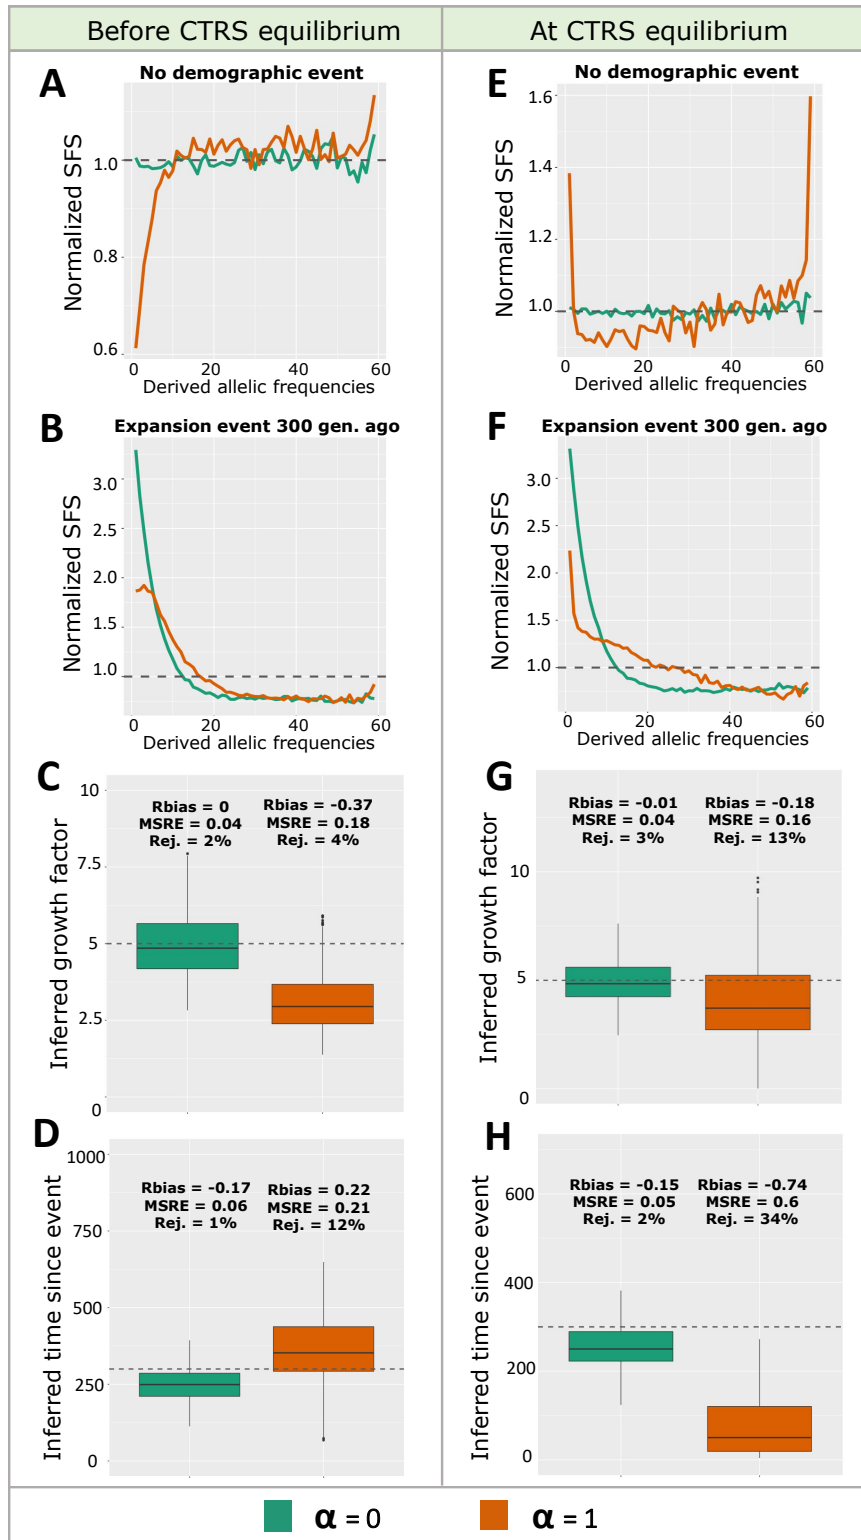 Before CTRS equilibrium
At CTRS equilibrium
A
No demographic event
Normalized SFS
1.0
0.8
0.6
0
20
40
60
Derived allelic frequencies
B
Expansion event 300 gen. ago
Normalized SFS
3.0
2.5
2.0
1.5
1.0
0
20
40
60
Derived allelic frequencies
C
Inferred growth factor
10
7.5
5
2.5
0
Rbias = 0
MSRE = 0.04
Rej. = 2%
Rbias = -0.37
MSRE = 0.18
Rej. = 4%
D
Inferred time since event
1000
750
500
250
0
Rbias = -0.17
MSRE = 0.06
Rej. = 1%
Rbias = 0.22
MSRE = 0.21
Rej. = 12%
E
No demographic event
Normalized SFS
1.6
1.4
1.2
1.0
0
20
40
60
Derived allelic frequencies
F
Expansion event 300 gen. ago
Normalized SFS
3.0
2.5
2.0
1.5
1.0
0
20
40
60
Derived allelic frequencies
G
Inferred growth factor
10
5
0
Rbias = -0.01
MSRE = 0.04
Rej. = 3%
Rbias = -0.18
MSRE = 0.16
Rej. = 13%
H
Inferred time since event
600
400
200
0
Rbias = -0.15
MSRE = 0.05
Rej. = 2%
Rbias = -0.74
MSRE = 0.6
Rej. = 34%
α = 0
α = 1